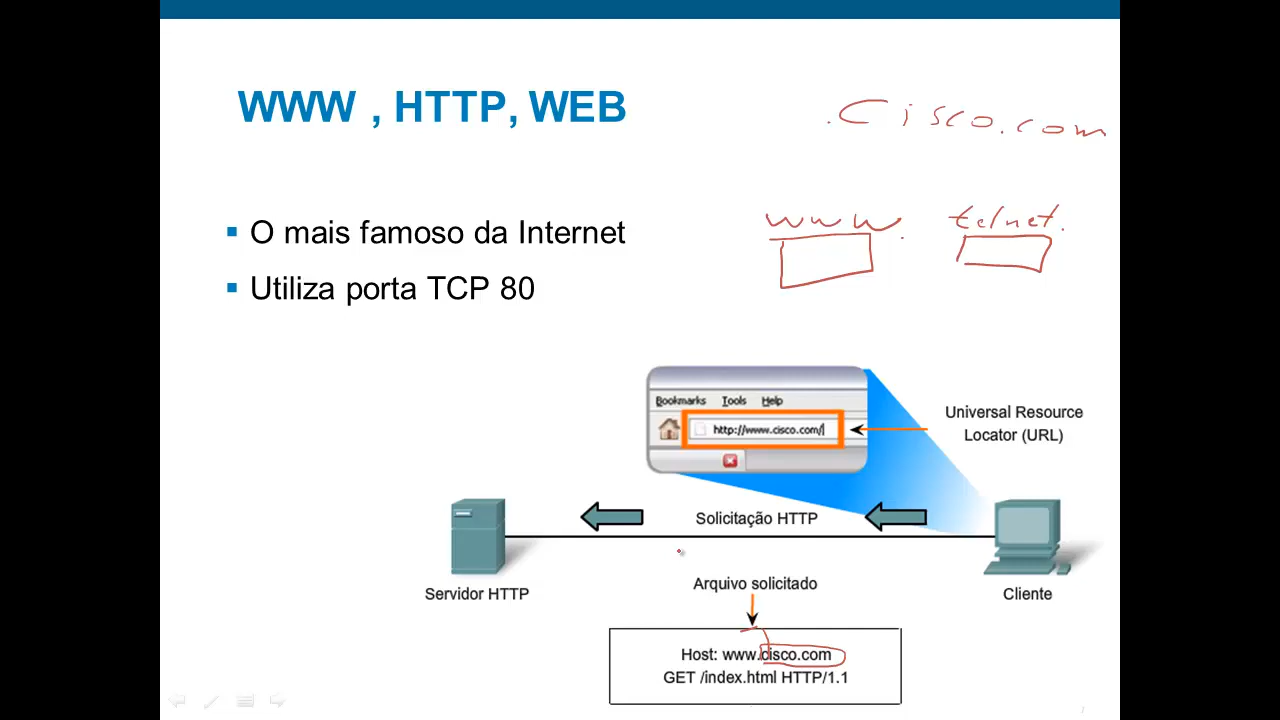 WWW , HTTP, WEB
.Cisco.com
www. telnet.
O mais famoso da Internet
Utiliza porta TCP 80
Bookmarks Tools Help
http://www.cisco.com/
Universal Resource
Locator (URL)
Solicitação HTTP
Servidor HTTP
Arquivo solicitado
Cliente
Host: www.cisco.com
GET /index.html HTTP/1.1